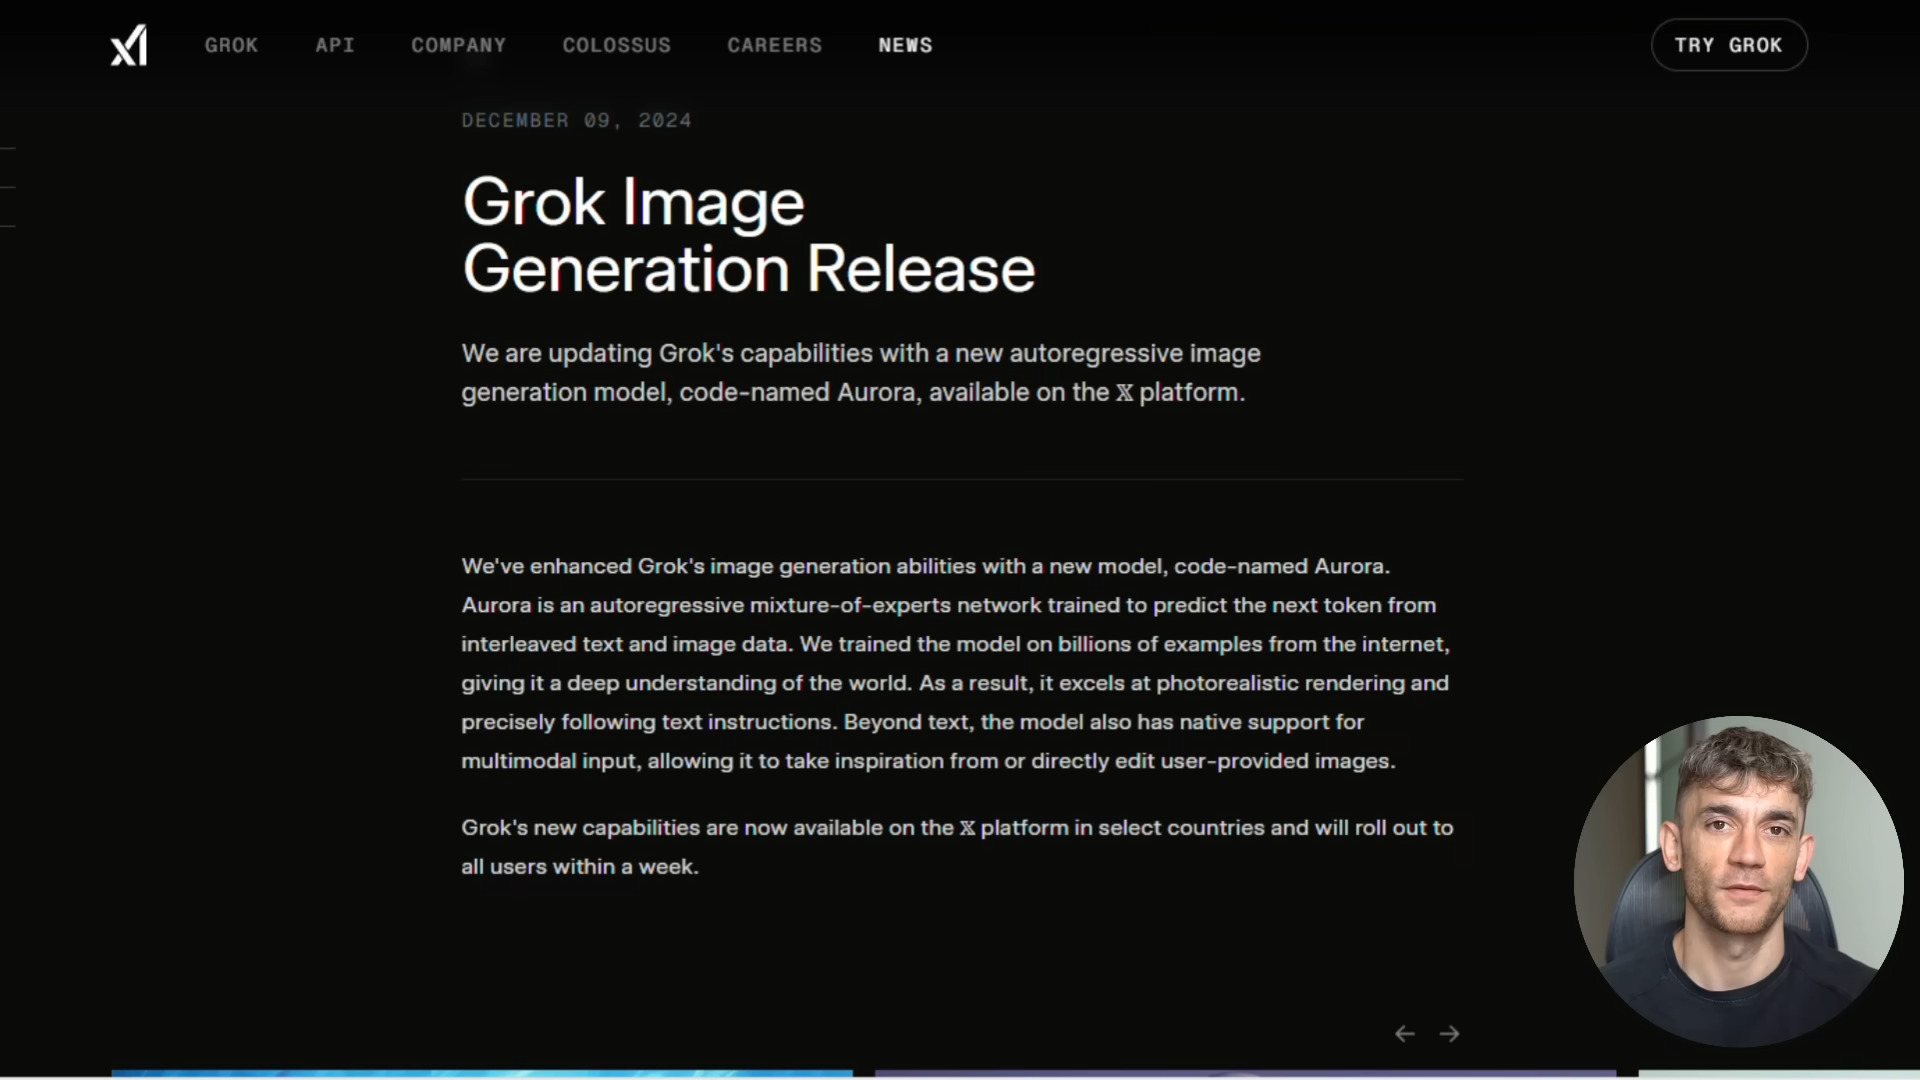 xI
GROK
API
COMPANY
COLOSSUS
CAREERS
NEWS
TRY GROK
DECEMBER 09, 2024
Grok Image
Generation Release
We are updating Grok's capabilities with a new autoregressive image
generation model, code-named Aurora, available on the 𝕏 platform.
We've enhanced Grok's image generation abilities with a new model, code-named Aurora.
Aurora is an autoregressive mixture-of-experts network trained to predict the next token from
interleaved text and image data. We trained the model on billions of examples from the internet,
giving it a deep understanding of the world. As a result, it excels at photorealistic rendering and
precisely following text instructions. Beyond text, the model also has native support for
multimodal input, allowing it to take inspiration from or directly edit user-provided images.
Grok's new capabilities are now available on the 𝕏 platform in select countries and will roll out to
all users within a week.